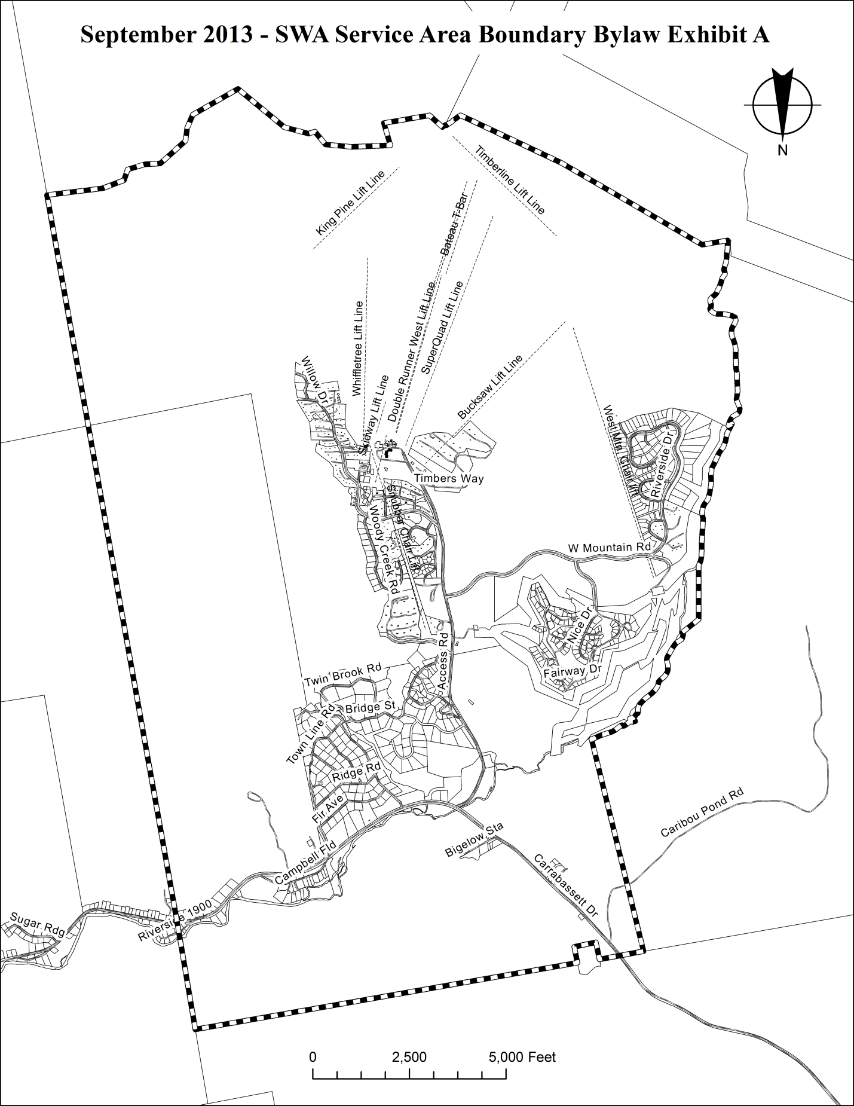 September 2013 - SWA Service Area Boundary Bylaw Exhibit A
N
Timberline Lift Line
King Pine Lift Line
Bateau T-Bar
Double Runner West Lift Line
SuperQuad Lift Line
Whiffletree Lift Line
Bucksaw Lift Line
Willow Dr
Skidway Lift Line
West Mtn. Chair Lift
Riverside Dr
Timbers Way
Snubber Chair Lift
Woody Creek Rd
W Mountain Rd
Nice Dr
Access Rd
Fairway Dr
Twin Brook Rd
Bridge St
Town Line Rd
Ridge Rd
Fir Ave
Caribou Pond Rd
Bigelow Sta
Campbell Fld
Carrabassett Dr
Riverside 1900
Sugar Rdg
0 2,500 5,000 Feet